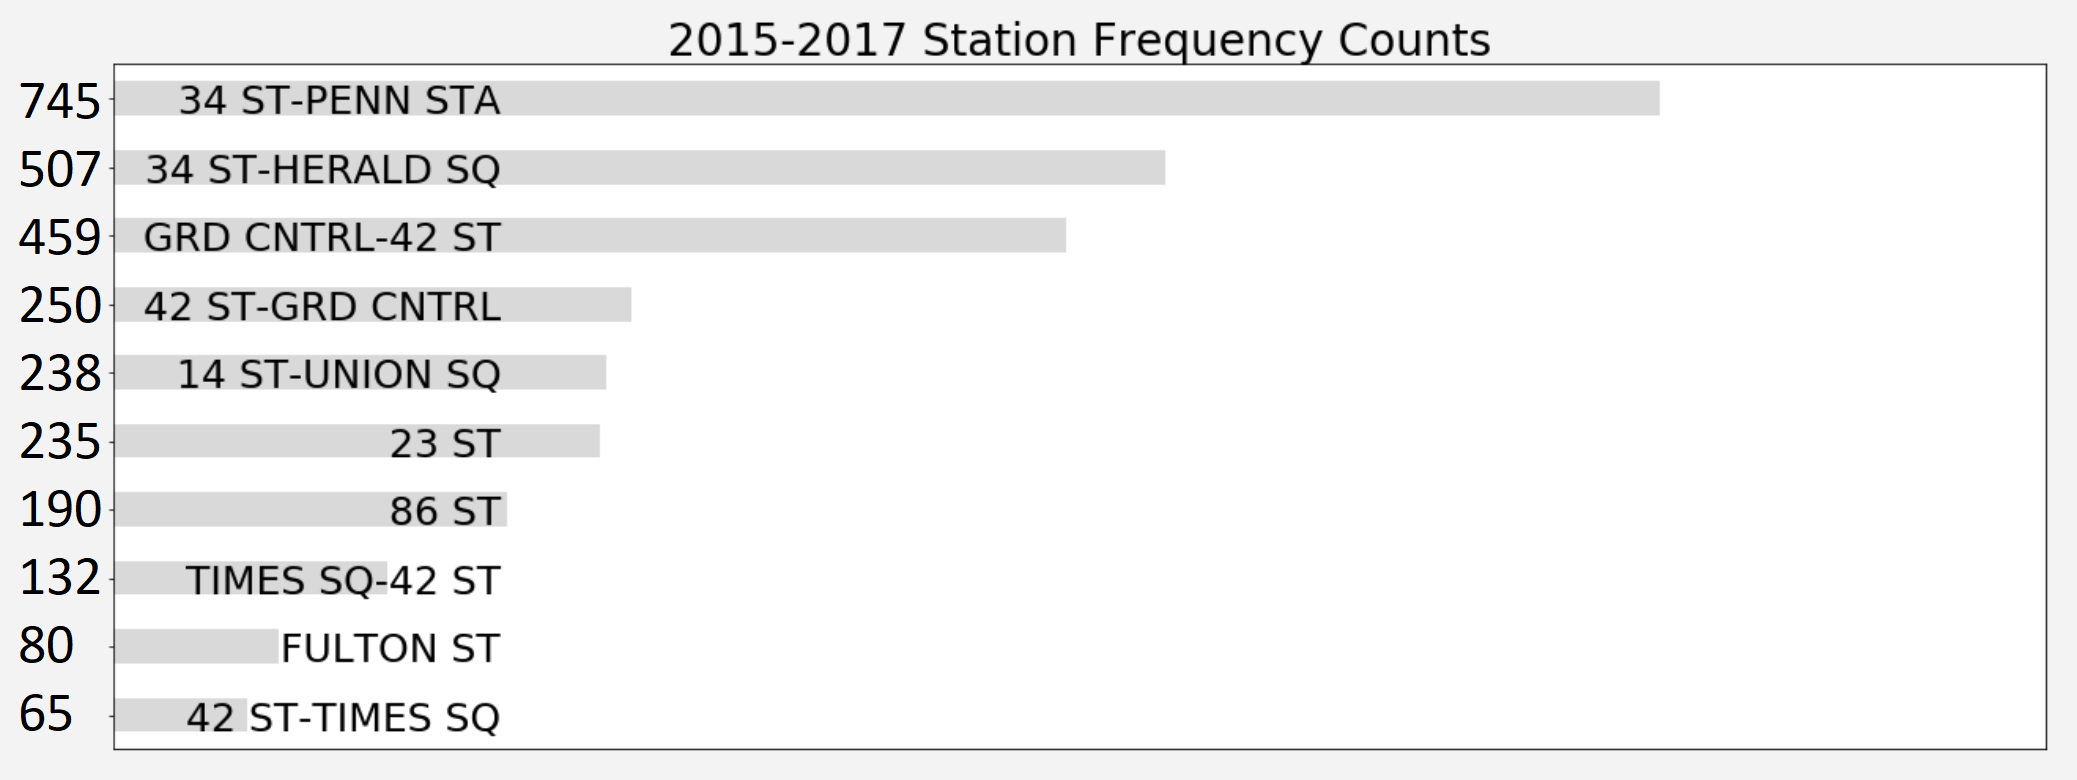 2015-2017 Station Frequency Counts
745 34 ST-PENN STA
507 34 ST-HERALD SQ
459 GRD CNTRL-42 ST
250 42 ST-GRD CNTRL
238 14 ST-UNION SQ
235 23 ST
190 86 ST
132 TIMES SQ-42 ST
80 FULTON ST
65 42 ST-TIMES SQ